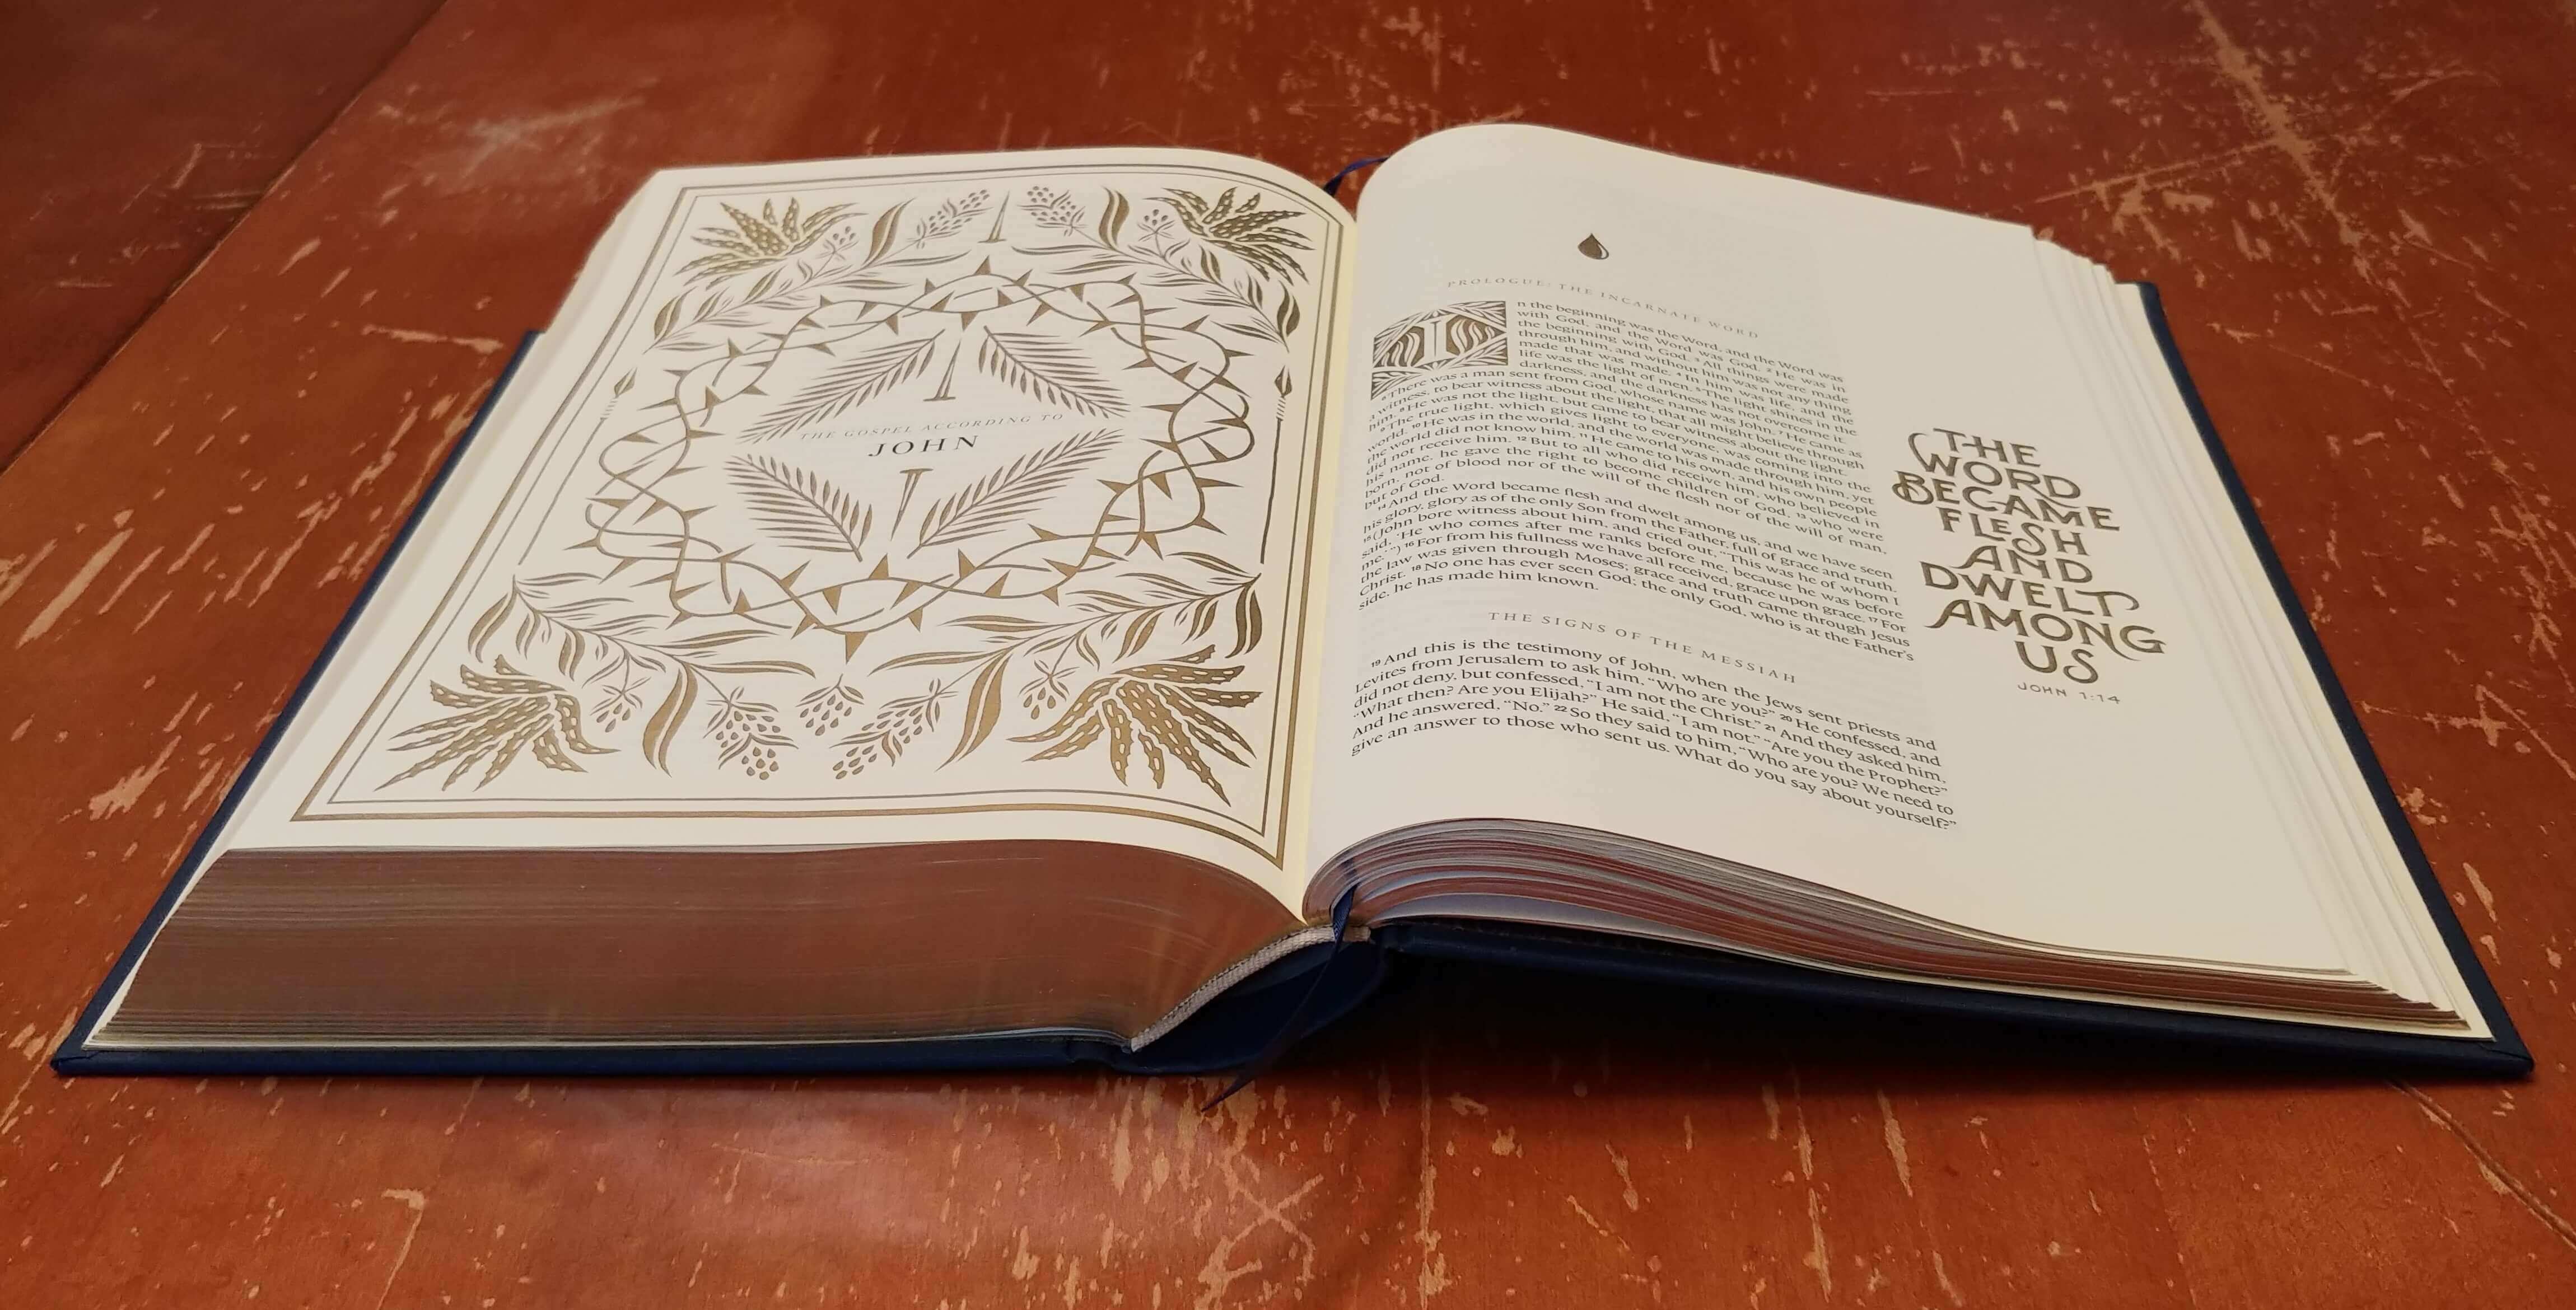 THE GOSPEL ACCORDING TO
JOHN
PROLOGUE: THE INCARNATE WORD
In the beginning was the Word, and the Word was
with God, and the Word was God. ² He was in
the beginning with God. ³ All things were made
through him, and without him was not any thing
made that was made. ⁴ In him was life, and the
life was the light of men. ⁵ The light shines in the
darkness, and the darkness has not overcome it.
⁶ There was a man sent from God, whose name was John. ⁷ He came as
a witness, to bear witness about the light, that all might believe through
him. ⁸ He was not the light, but came to bear witness about the light.
⁹ The true light, which gives light to everyone, was coming into the
world. ¹⁰ He was in the world, and the world was made through him, yet
the world did not know him. ¹¹ He came to his own, and his own people
did not receive him. ¹² But to all who did receive him, who believed in
his name, he gave the right to become children of God, ¹³ who were
born, not of blood nor of the will of the flesh nor of the will of man,
but of God.
¹⁴ And the Word became flesh and dwelt among us, and we have seen
his glory, glory as of the only Son from the Father, full of grace and truth.
¹⁵ (John bore witness about him, and cried out, “This was he of whom I
said, ‘He who comes after me ranks before me, because he was before
me.’”) ¹⁶ For from his fullness we have all received, grace upon grace. ¹⁷ For
the law was given through Moses; grace and truth came through Jesus
Christ. ¹⁸ No one has ever seen God; the only God, who is at the Father's
side, he has made him known.
THE SIGNS OF THE MESSIAH
¹⁹ And this is the testimony of John, when the Jews sent priests and
Levites from Jerusalem to ask him, “Who are you?” ²⁰ He confessed, and
did not deny, but confessed, “I am not the Christ.” ²¹ And they asked him,
“What then? Are you Elijah?” He said, “I am not.” “Are you the Prophet?”
And he answered, “No.” ²² So they said to him, “Who are you? We need to
give an answer to those who sent us. What do you say about yourself?”
THE
WORD
BECAME
FLESH
AND
DWELT
AMONG
US
JOHN 1:14